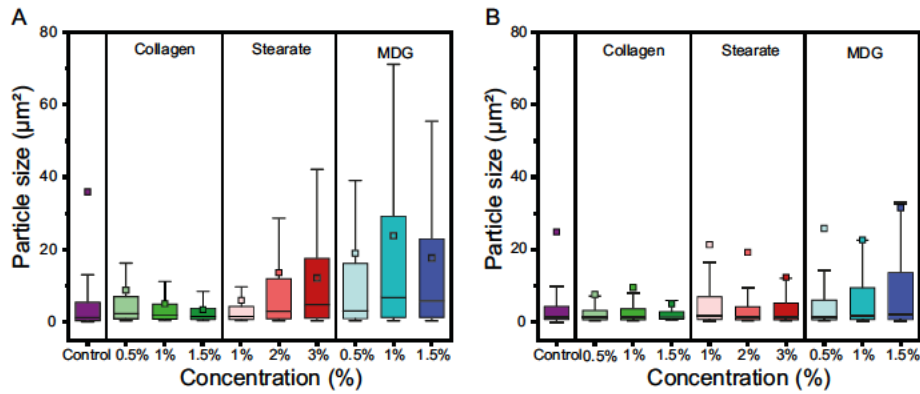 A
Particle size (µm²)
80
60
40
20
0
Collagen
Stearate
MDG
Control
0.5%
1%
1.5%
1%
2%
3%
0.5%
1%
1.5%
Concentration (%)
B
Particle size (µm²)
80
60
40
20
0
Collagen
Stearate
MDG
Control
0.5%
1%
1.5%
1%
2%
3%
0.5%
1%
1.5%
Concentration (%)